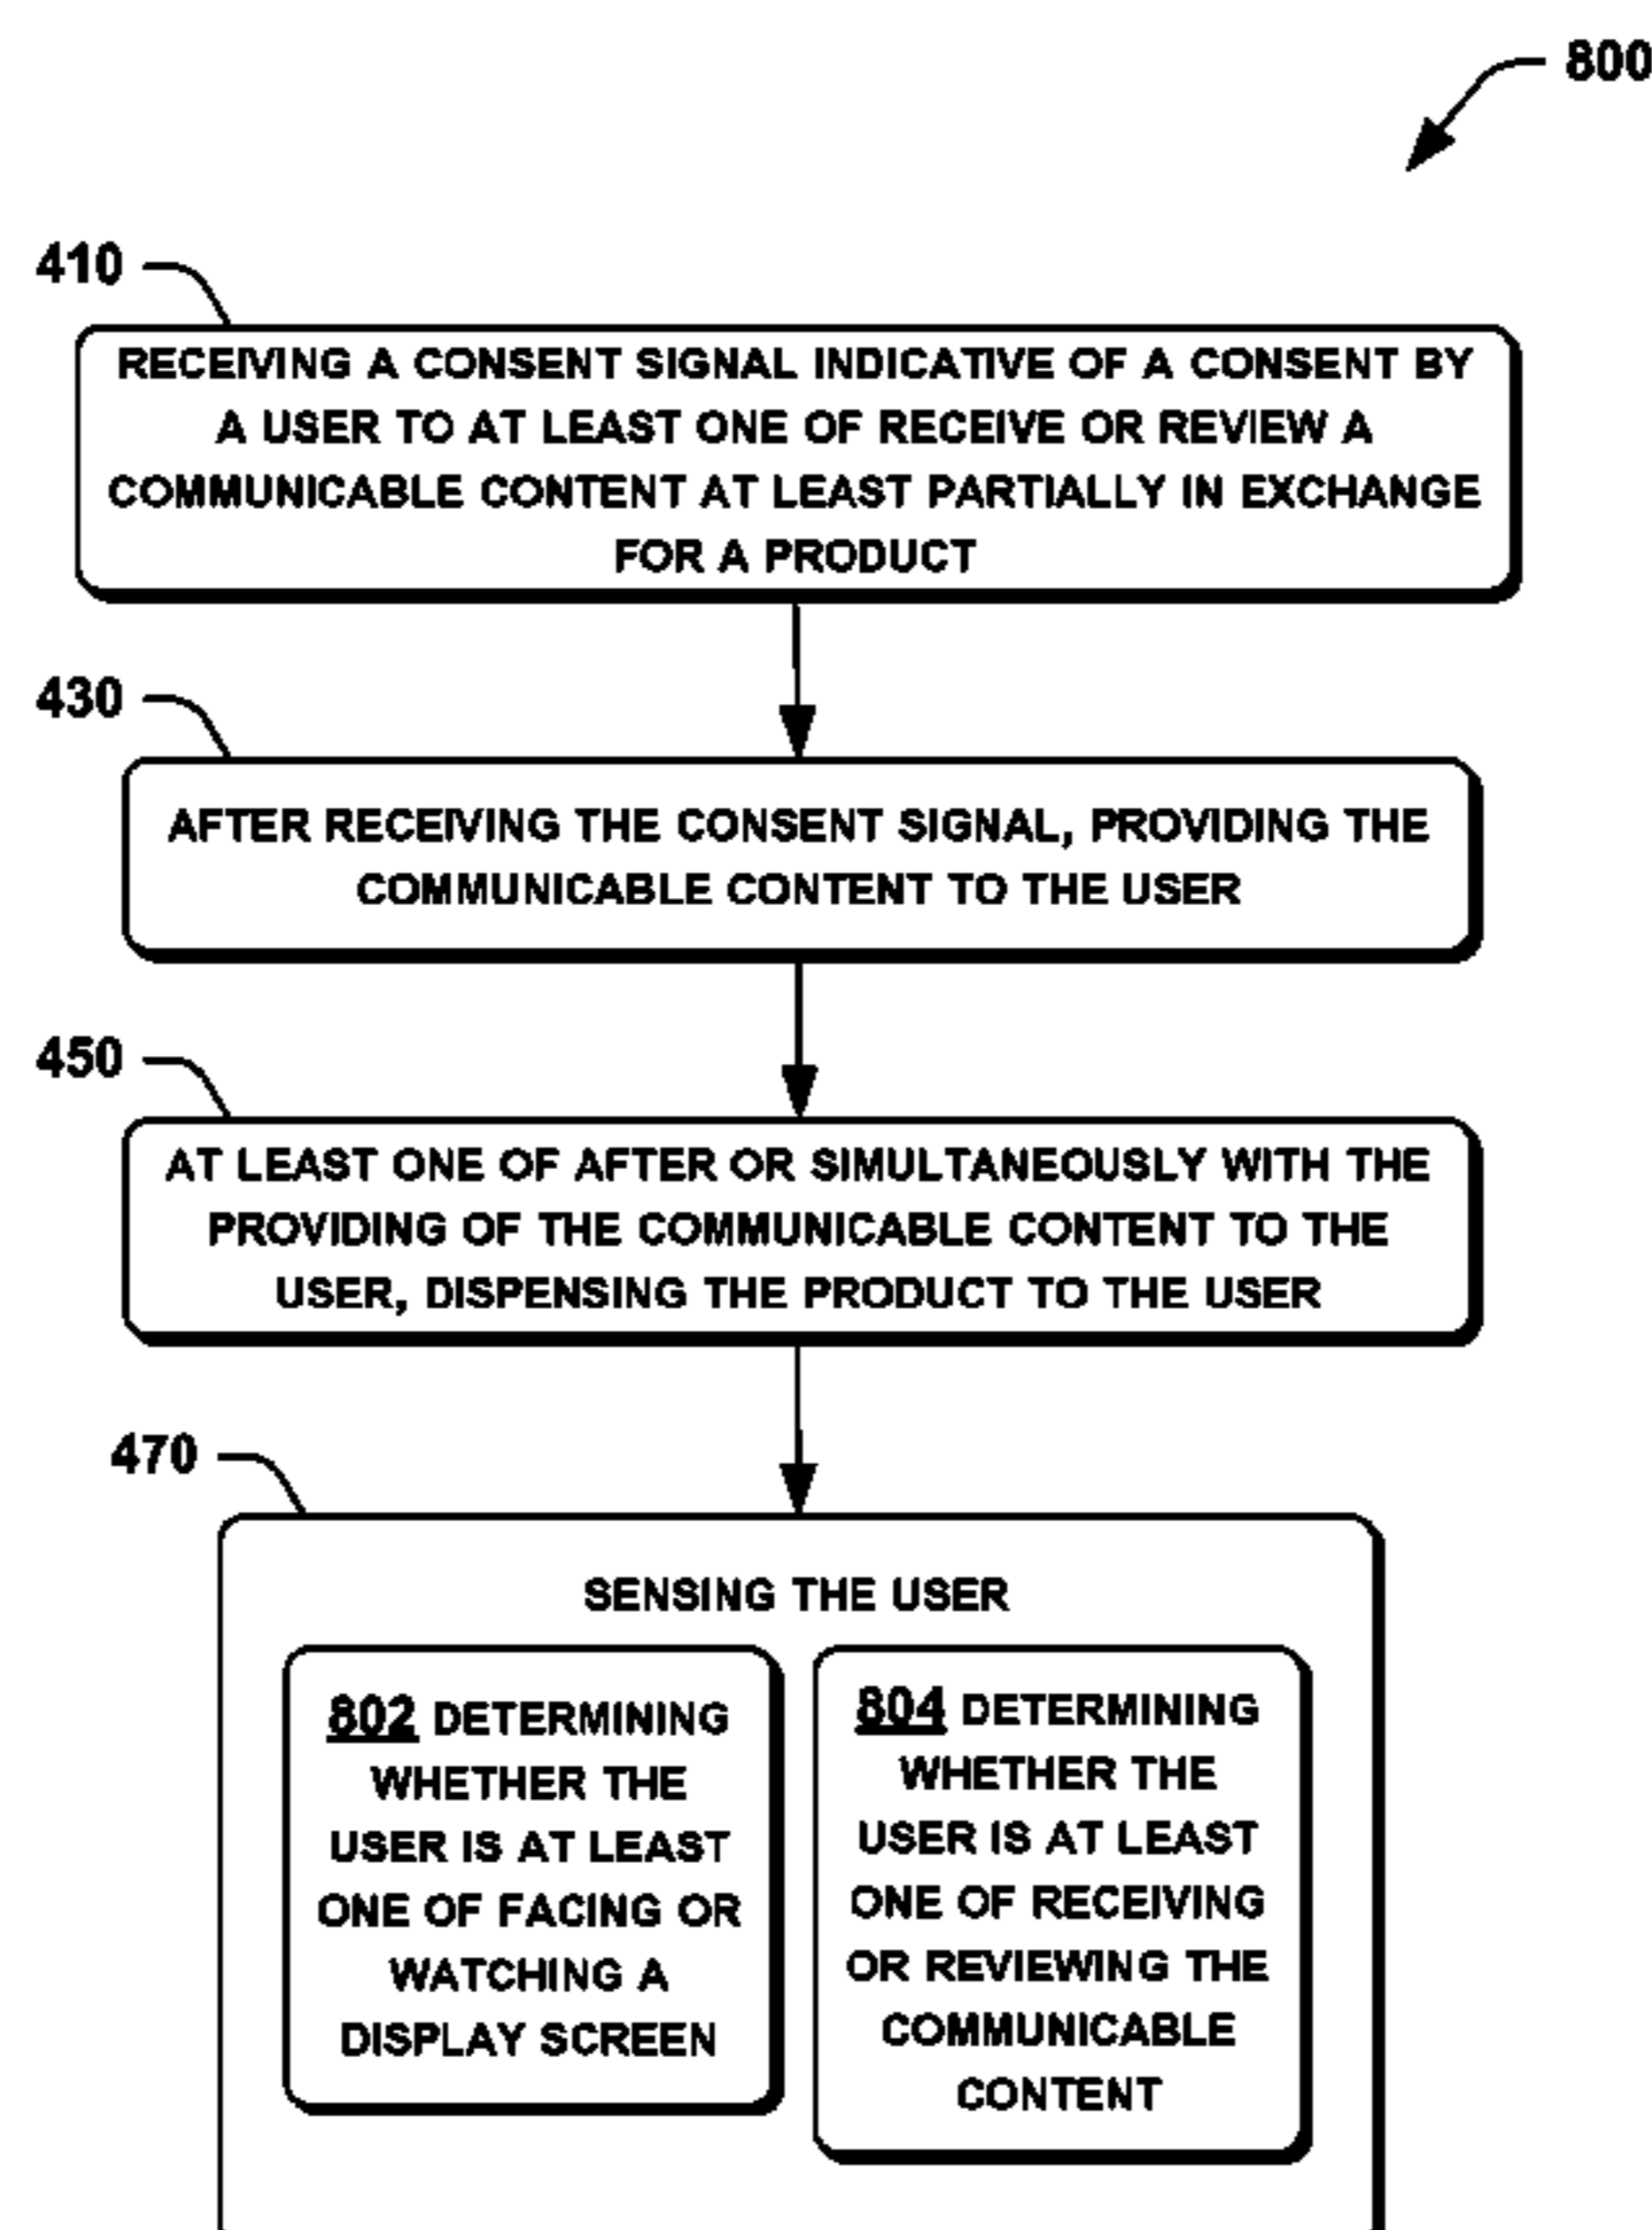 800
410
RECEIVING A CONSENT SIGNAL INDICATIVE OF A CONSENT BY
A USER TO AT LEAST ONE OF RECEIVE OR REVIEW A
COMMUNICABLE CONTENT AT LEAST PARTIALLY IN EXCHANGE
FOR A PRODUCT
430
AFTER RECEIVING THE CONSENT SIGNAL, PROVIDING THE
COMMUNICABLE CONTENT TO THE USER
450
AT LEAST ONE OF AFTER OR SIMULTANEOUSLY WITH THE
PROVIDING OF THE COMMUNICABLE CONTENT TO THE
USER, DISPENSING THE PRODUCT TO THE USER
470
SENSING THE USER
802 DETERMINING
WHETHER THE
USER IS AT LEAST
ONE OF FACING OR
WATCHING A
DISPLAY SCREEN
804 DETERMINING
WHETHER THE
USER IS AT LEAST
ONE OF RECEIVING
OR REVIEWING THE
COMMUNICABLE
CONTENT